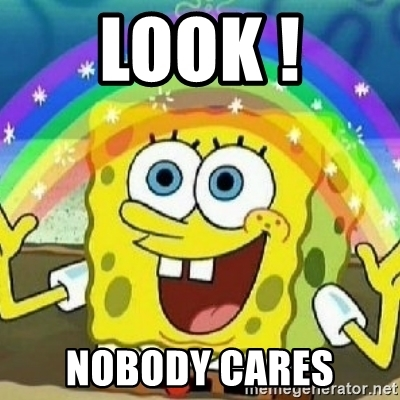 LOOK !
NOBODY CARES
memegenerator.net